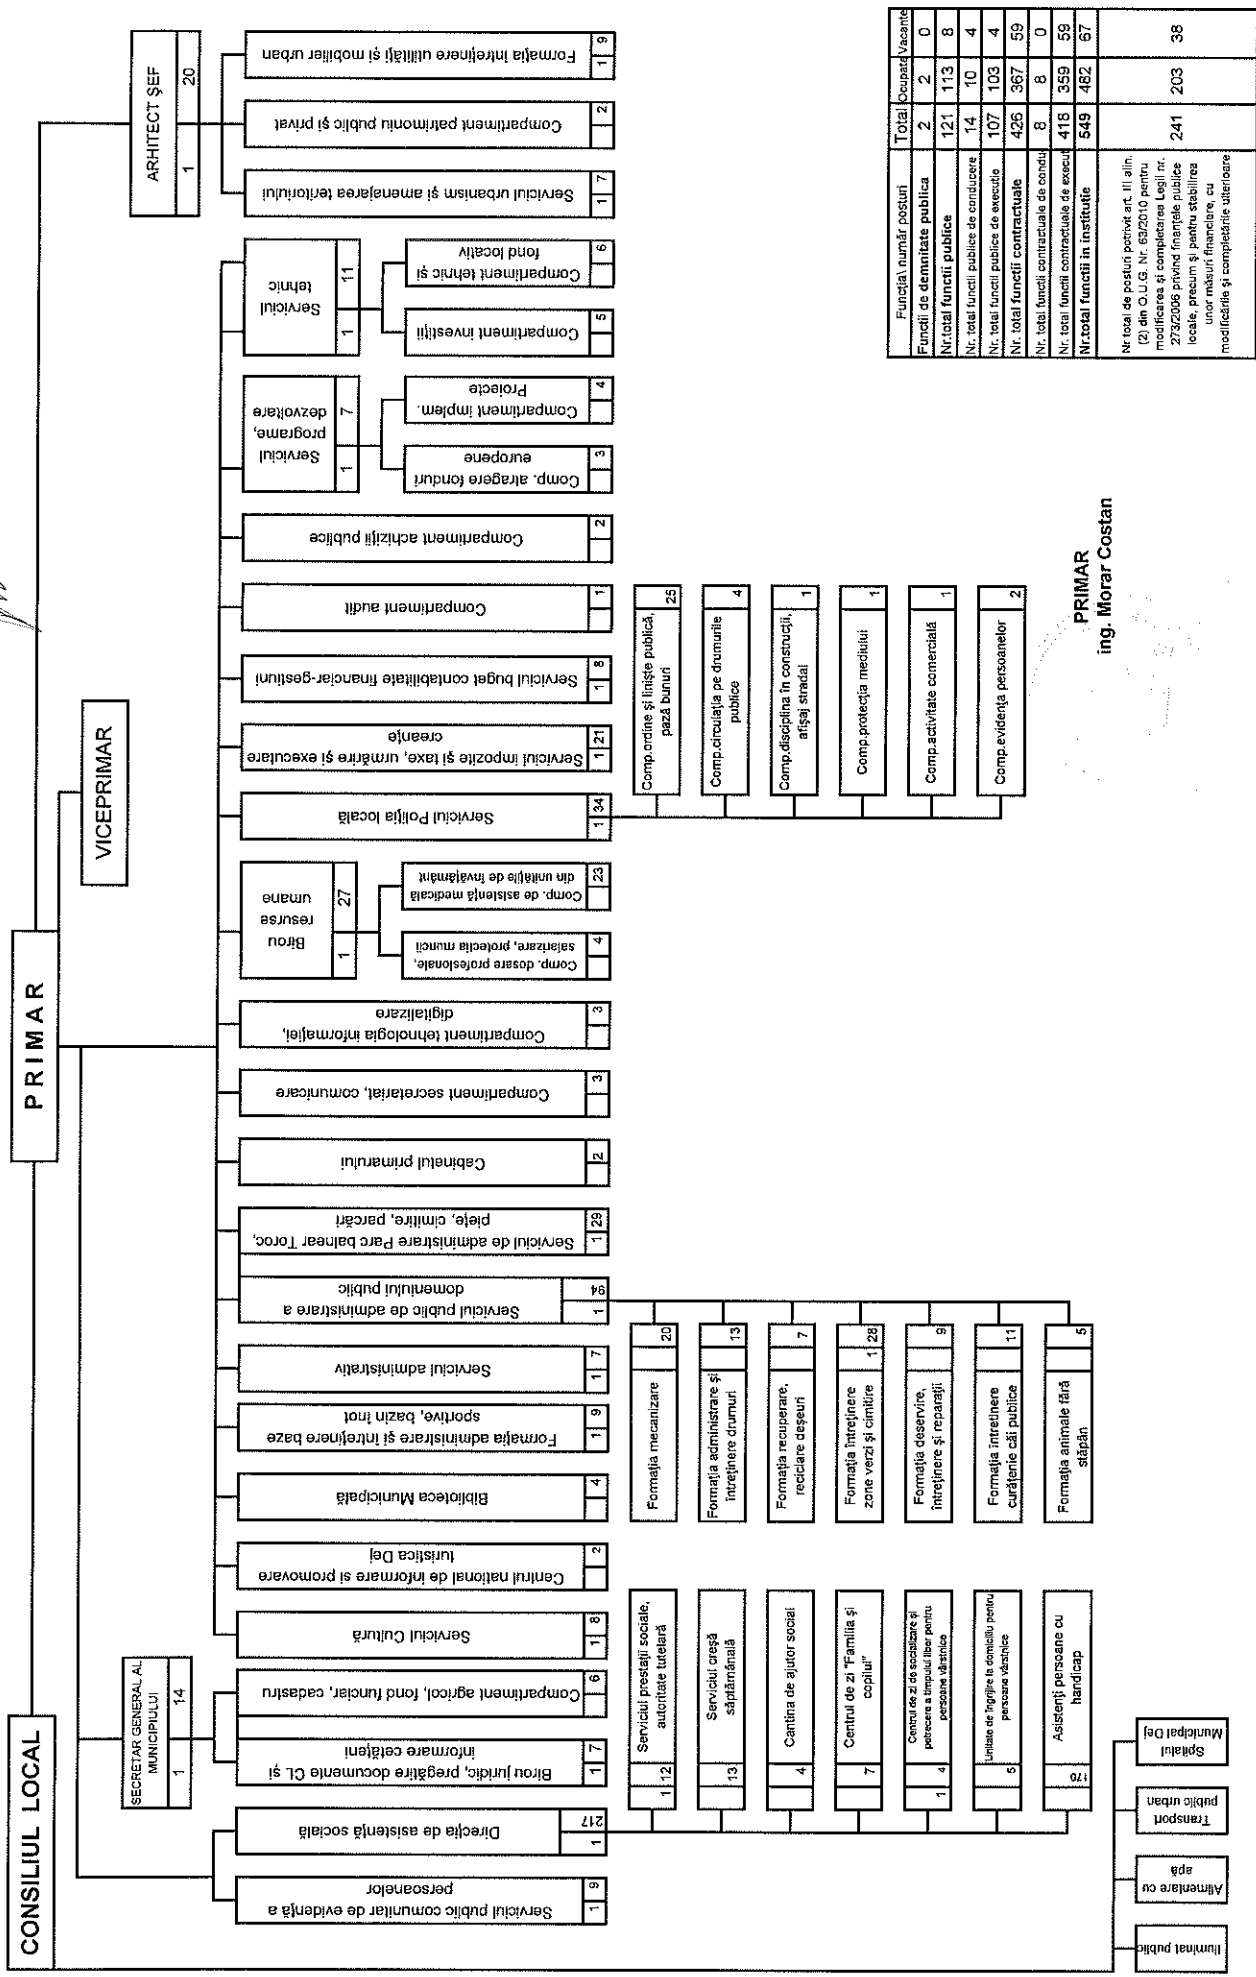 CONSILIUL LOCAL
PRIMAR
VICEPRIMAR
ARHITECT ŞEF
1 20
SECRETAR GENERAL AL
MUNICIPIULUI
1 14
Serviciul public comunitar de evidenţă a
persoanelor
1 9
Direcţia de asistenţă socială
1 217
Birou juridic, pregătire documente CL şi
informare cetăţeni
1 7
Compartiment agricol, fond funciar, cadastru
6
Serviciul Cultură
1 8
Centrul national de informare si promovare
turistica Dej
2
Biblioteca Municipală
4
Formaţia administrare şi întreţinere baze
sportive, bazin înot
1 9
Serviciul administrativ
1 7
Serviciul public de administrare a
domeniului public
1 94
Serviciul de administrare Parc balnear Toroc,
pieţe, cimitire, parcări
1 29
Cabinetul primarului
2
Compartiment secretariat, comunicare
3
Compartiment tehnologia informaţiei,
digitalizare
3
Birou
resurse
umane
1 27
Comp. dosare profesionale,
salarizare, protectia muncii
4
Comp. de asistenţă medicală
din unităţile de învăţământ
23
Serviciul Poliţia locală
1 34
Serviciul impozite şi taxe, urmărire şi executare
creanţe
1 21
Serviciul buget contabilitate financiar-gestiuni
1 8
Compartiment audit
1
Compartiment achiziţii publice
2
Serviciul
programe,
dezvoltare
1 7
Comp. atragere fonduri
europene
3
Compartiment implem.
Proiecte
4
Serviciul
tehnic
1 11
Compartiment investiţii
5
Compartiment tehnic şi
fond locativ
6
Serviciul urbanism şi amenajarea teritoriului
1 7
Compartiment patrimoniu public şi privat
2
Formaţia întreţinere utilităţi şi mobilier urban
1 9
Serviciul prestaţii sociale,
autoritate tutelară
1 12
Serviciul creşă
săptămânală
13
Cantina de ajutor social
4
Centrul de zi "Familia şi
copilul"
7
Centrul de zi de socializare şi
petrecere a timpului liber pentru
persoane vârstnice
1 4
Unitate de îngrijire la domiciliu pentru
persoane vârstnice
5
Asistenţi persoane cu
handicap
170
Formaţia mecanizare
20
Formaţia administrare şi
întreţinere drumuri
13
Formaţia recuperare,
reciclare deşeuri
7
Formaţia întreţinere
zone verzi şi cimitire
1 28
Formaţia deservire,
întreţinere şi reparaţii
9
Formaţia întretinere
curăţenie căi publice
11
Formaţia animale fără
stăpân
5
Comp.ordine şi linişte publică,
pază bunuri
25
Comp.circulaţia pe drumurile
publice
4
Comp.disciplina în construcţii,
afişaj stradal
1
Comp.protecţia mediului
1
Comp.activitate comercială
1
Comp.evidenţa persoanelor
2
Iluminat public
Alimentare cu
apă
Transport
public urban
Spitalul
Municipal Dej
PRIMAR
ing. Morar Costan
Funcţia\ număr posturi Total Ocupate Vacante
Functii de demnitate publica 2 2 0
Nr.total functii publice 121 113 8
Nr. total functii publice de conducere 14 10 4
Nr. total functii publice de executie 107 103 4
Nr. total functii contractuale 426 367 59
Nr. total functii contractuale de condu 8 8 0
Nr. total functii contractuale de execut 418 359 59
Nr.total functii in institutie 549 482 67
Nr total de posturi potrivit art. III alin.
(2) din O.U.G. Nr. 63/2010 pentru
modificarea şi completarea Legii nr.
273/2006 privind finanţele publice
locale, precum şi pentru stabilirea
unor măsuri financiare, cu
modificările şi completările ulterioare
241 203 38